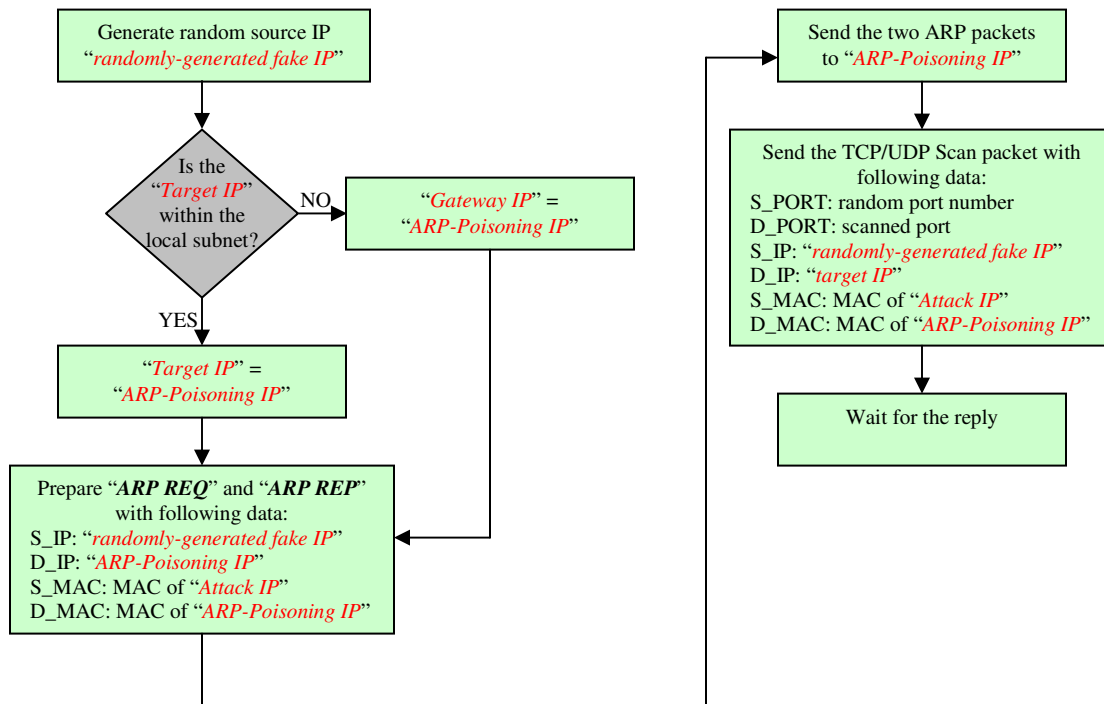 Generate random source IP
“randomly-generated fake IP”
Is the
“Target IP”
within the
local subnet?
NO
“Gateway IP” =
“ARP-Poisoning IP”
YES
“Target IP” =
“ARP-Poisoning IP”
Prepare “ARP REQ” and “ARP REP”
with following data:
S_IP: “randomly-generated fake IP”
D_IP: “ARP-Poisoning IP”
S_MAC: MAC of “Attack IP”
D_MAC: MAC of “ARP-Poisoning IP”
Send the two ARP packets
to “ARP-Poisoning IP”
Send the TCP/UDP Scan packet with
following data:
S_PORT: random port number
D_PORT: scanned port
S_IP: “randomly-generated fake IP”
D_IP: “target IP”
S_MAC: MAC of “Attack IP”
D_MAC: MAC of “ARP-Poisoning IP”
Wait for the reply